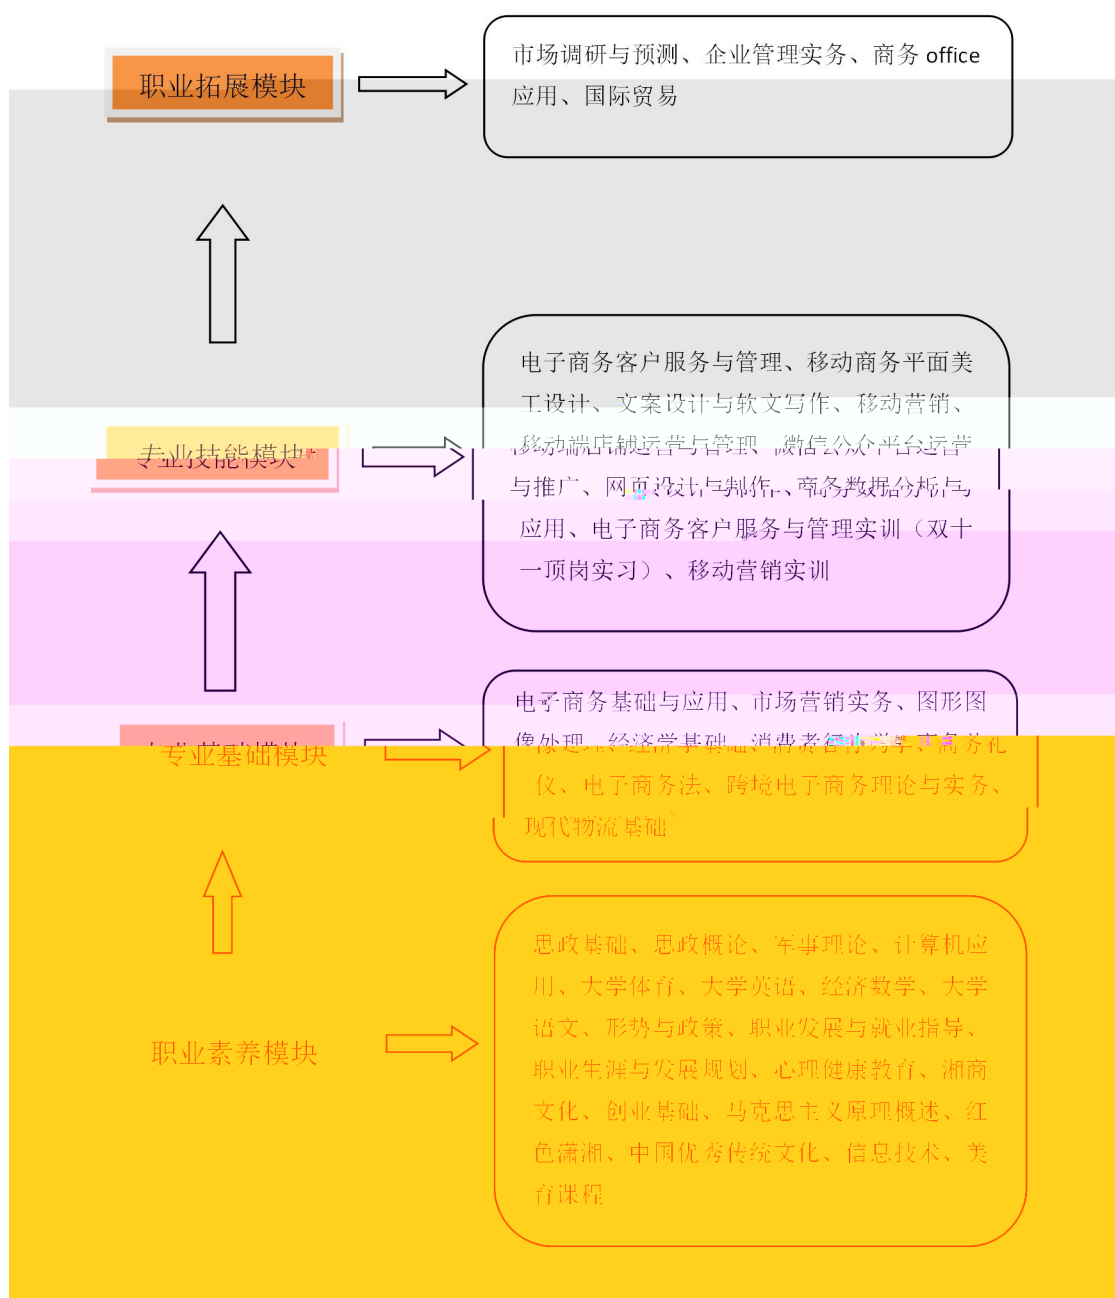 职业拓展模块
市场调研与预测、企业管理实务、商务 office
应用、国际贸易
专业技能模块
电子商务客户服务与管理、移动商务平面美
工设计、文案设计与软文写作、移动营销、
移动端店铺运营与管理、微信公众平台运营
与推广、网页设计与制作、商务数据分析与
应用、电子商务客户服务与管理实训（双十
一顶岗实习）、移动营销实训
专业基础模块
电子商务基础与应用、市场营销实务、图形图
像处理、经济学基础、消费者行为学、商务礼
仪、电子商务法、跨境电子商务理论与实务、
现代物流基础
职业素养模块
思政基础、思政概论、军事理论、计算机应
用、大学体育、大学英语、经济数学、大学
语文、形势与政策、职业发展与就业指导、
职业生涯与发展规划、心理健康教育、湘商
文化、创业基础、马克思主义原理概述、红
色潇湘、中国优秀传统文化、信息技术、美
育课程